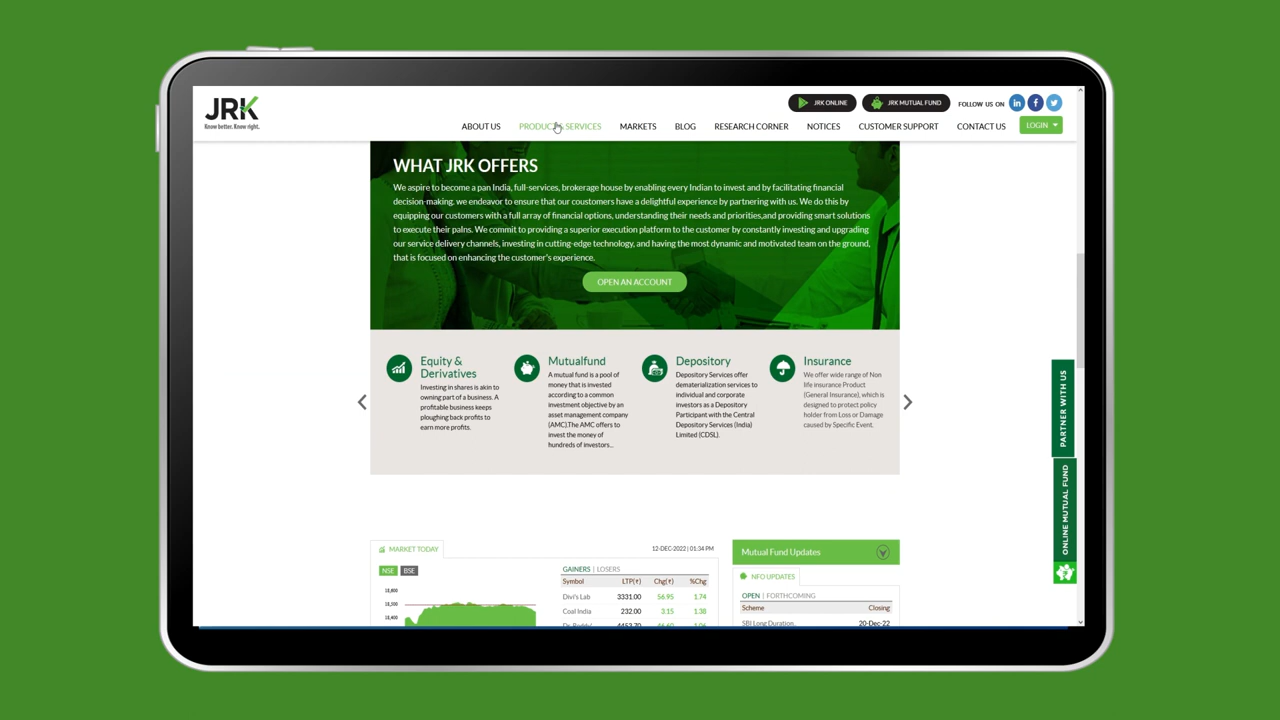 JRK
Know better. Know right.
JRK ONLINE
JRK MUTUAL FUND
FOLLOW US ON
ABOUT US
PRODUCT & SERVICES
MARKETS
BLOG
RESEARCH CORNER
NOTICES
CUSTOMER SUPPORT
CONTACT US
LOGIN
WHAT JRK OFFERS
We aspire to become a pan India, full-services, brokerage house by enabling every Indian to invest and by facilitating financial
decision-making. we endeavor to ensure that our coustomers have a delightful experience by partnering with us. We do this by
equipping our customers with a full array of financial options, understanding their needs and priorities,and providing smart solutions
to execute their palns. We commit to providing a superior execution platform to the customer by constantly investing and upgrading
our service delivery channels, investing in cutting-edge technology, and having the most dynamic and motivated team on the ground,
that is focused on enhancing the customer's experience.
OPEN AN ACCOUNT
Equity &
Derivatives
Investing in shares is akin to
owning part of a business. A
profitable business keeps
ploughing back profits to
earn more profits.
Mutualfund
A mutual fund is a pool of
money that is invested
according to a common
investment objective by an
asset management company
(AMC).The AMC offers to
invest the money of
hundreds of investors...
Depository
Depository Services offer
dematerialization services to
individual and corporate
investors as a Depository
Participant with the Central
Depository Services (India)
Limited (CDSL).
Insurance
We offer wide range of Non
life insurance Product
(General Insurance), which is
designed to protect policy
holder from Loss or Damage
caused by Specific Event.
PARTNER WITH US
ONLINE MUTUAL FUND
MARKET TODAY
12-DEC-2022 | 01:34 PM
NSE BSE
18,600
18,500
18,400
GAINERS | LOSERS
Symbol LTP(₹) Chg(₹) %Chg
Divi's Lab 3331.00 56.95 1.74
Coal India 232.00 3.15 1.38
Mutual Fund Updates
NFO UPDATES
OPEN | FORTHCOMING
Scheme Closing
SBI Long Duration. 20-Dec-22